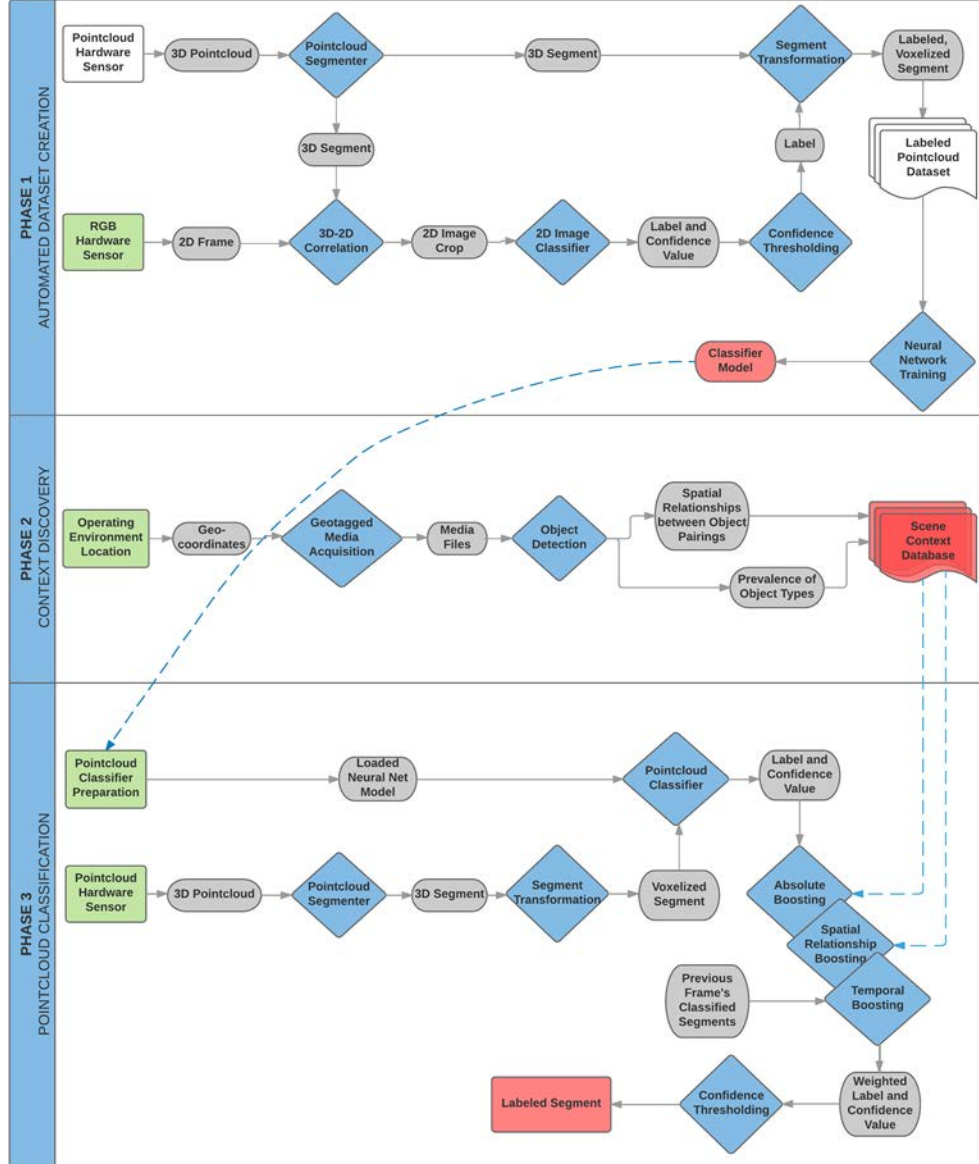 PHASE 1
AUTOMATED DATASET CREATION
Pointcloud
Hardware
Sensor
3D Pointcloud
Pointcloud
Segmenter
3D Segment
Segment
Transformation
Labeled,
Voxelized
Segment
3D Segment
Label
Labeled
Pointcloud
Dataset
RGB
Hardware
Sensor
2D Frame
3D-2D
Correlation
2D Image
Crop
2D Image
Classifier
Label and
Confidence
Value
Confidence
Thresholding
Classifier
Model
Neural
Network
Training
PHASE 2
CONTEXT DISCOVERY
Operating
Environment
Location
Geo-
coordinates
Geotagged
Media
Acquisition
Media
Files
Object
Detection
Spatial
Relationships
between Object
Pairings
Prevalence of
Object Types
Scene
Context
Database
PHASE 3
POINTCLOUD CLASSIFICATION
Pointcloud
Classifier
Preparation
Loaded
Neural Net
Model
Pointcloud
Classifier
Label and
Confidence
Value
Pointcloud
Hardware
Sensor
3D Pointcloud
Pointcloud
Segmenter
3D Segment
Segment
Transformation
Voxelized
Segment
Absolute
Boosting
Spatial
Relationship
Boosting
Previous
Frame's
Classified
Segments
Temporal
Boosting
Labeled Segment
Confidence
Thresholding
Weighted
Label and
Confidence
Value